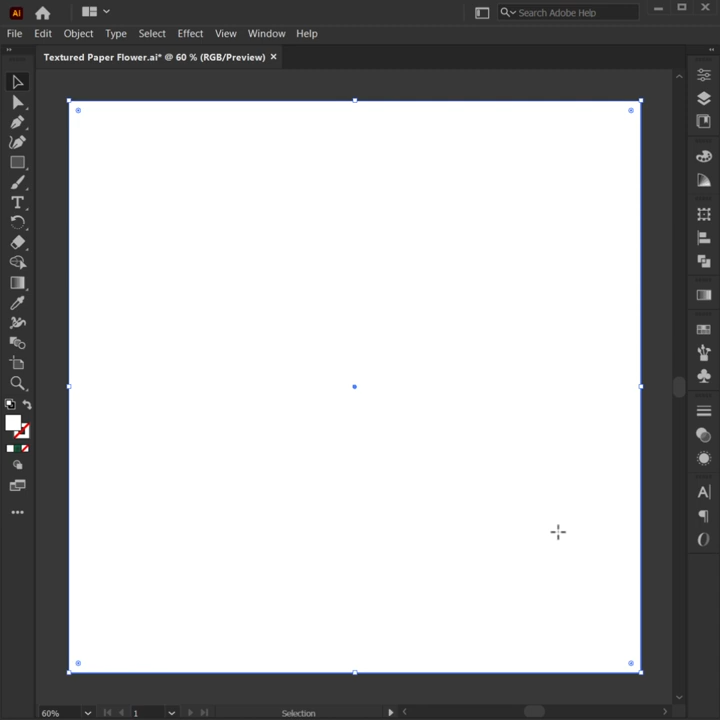 Ai
Search Adobe Help
File Edit Object Type Select Effect View Window Help
Textured Paper Flower.ai* @ 60 % (RGB/Preview) ×
T
A
60%
1
Selection